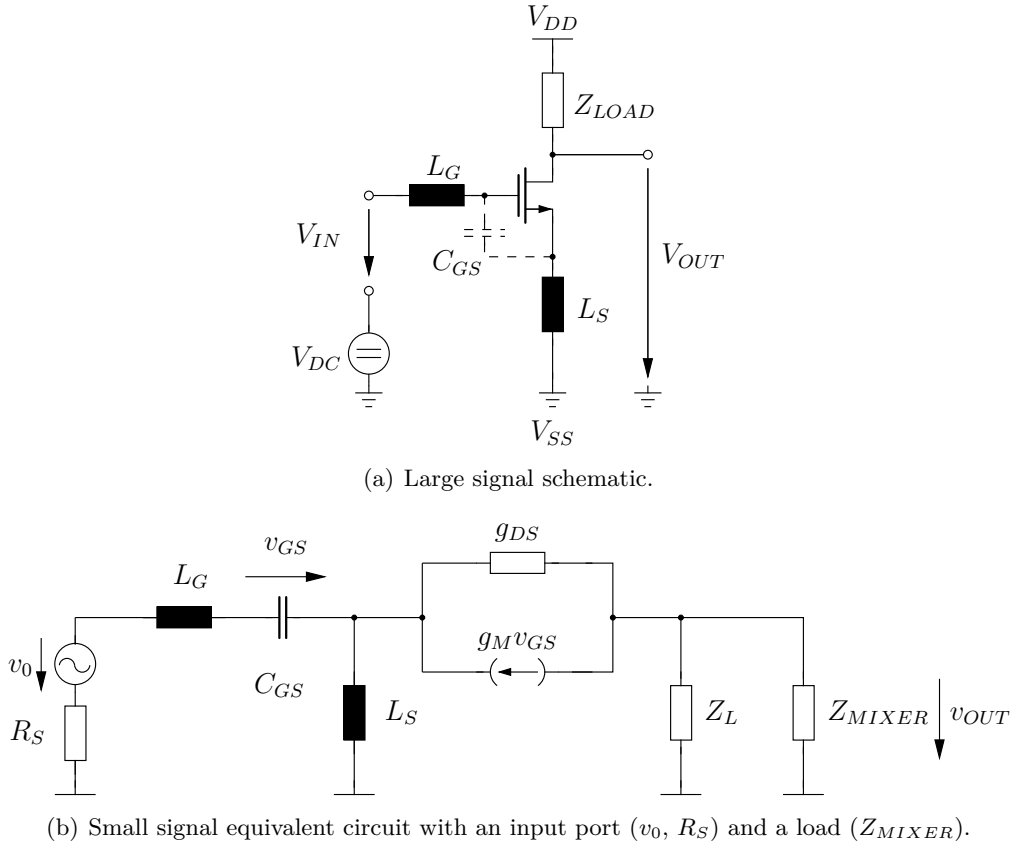 V_DD
Z_LOAD
L_G
V_IN
C_GS
V_OUT
L_S
V_DC
V_SS
(a) Large signal schematic.
g_DS
v_GS
L_G
g_M v_GS
v_0
C_GS
R_S
L_S
Z_L
Z_MIXER
v_OUT
(b) Small signal equivalent circuit with an input port (v_0, R_S) and a load (Z_MIXER).